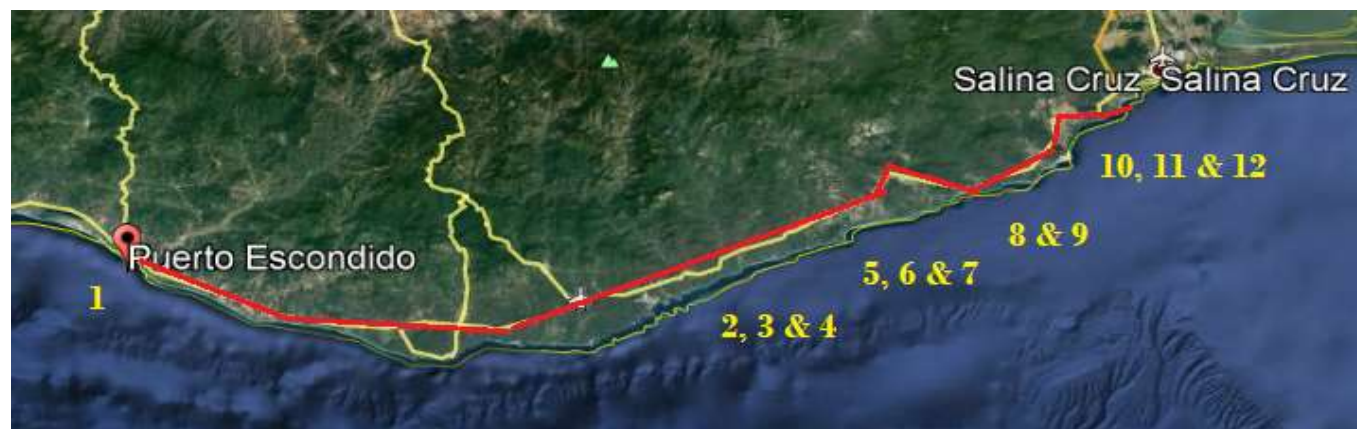 Salina Cruz Salina Cruz
10, 11 & 12
8 & 9
Puerto Escondido
5, 6 & 7
1
2, 3 & 4